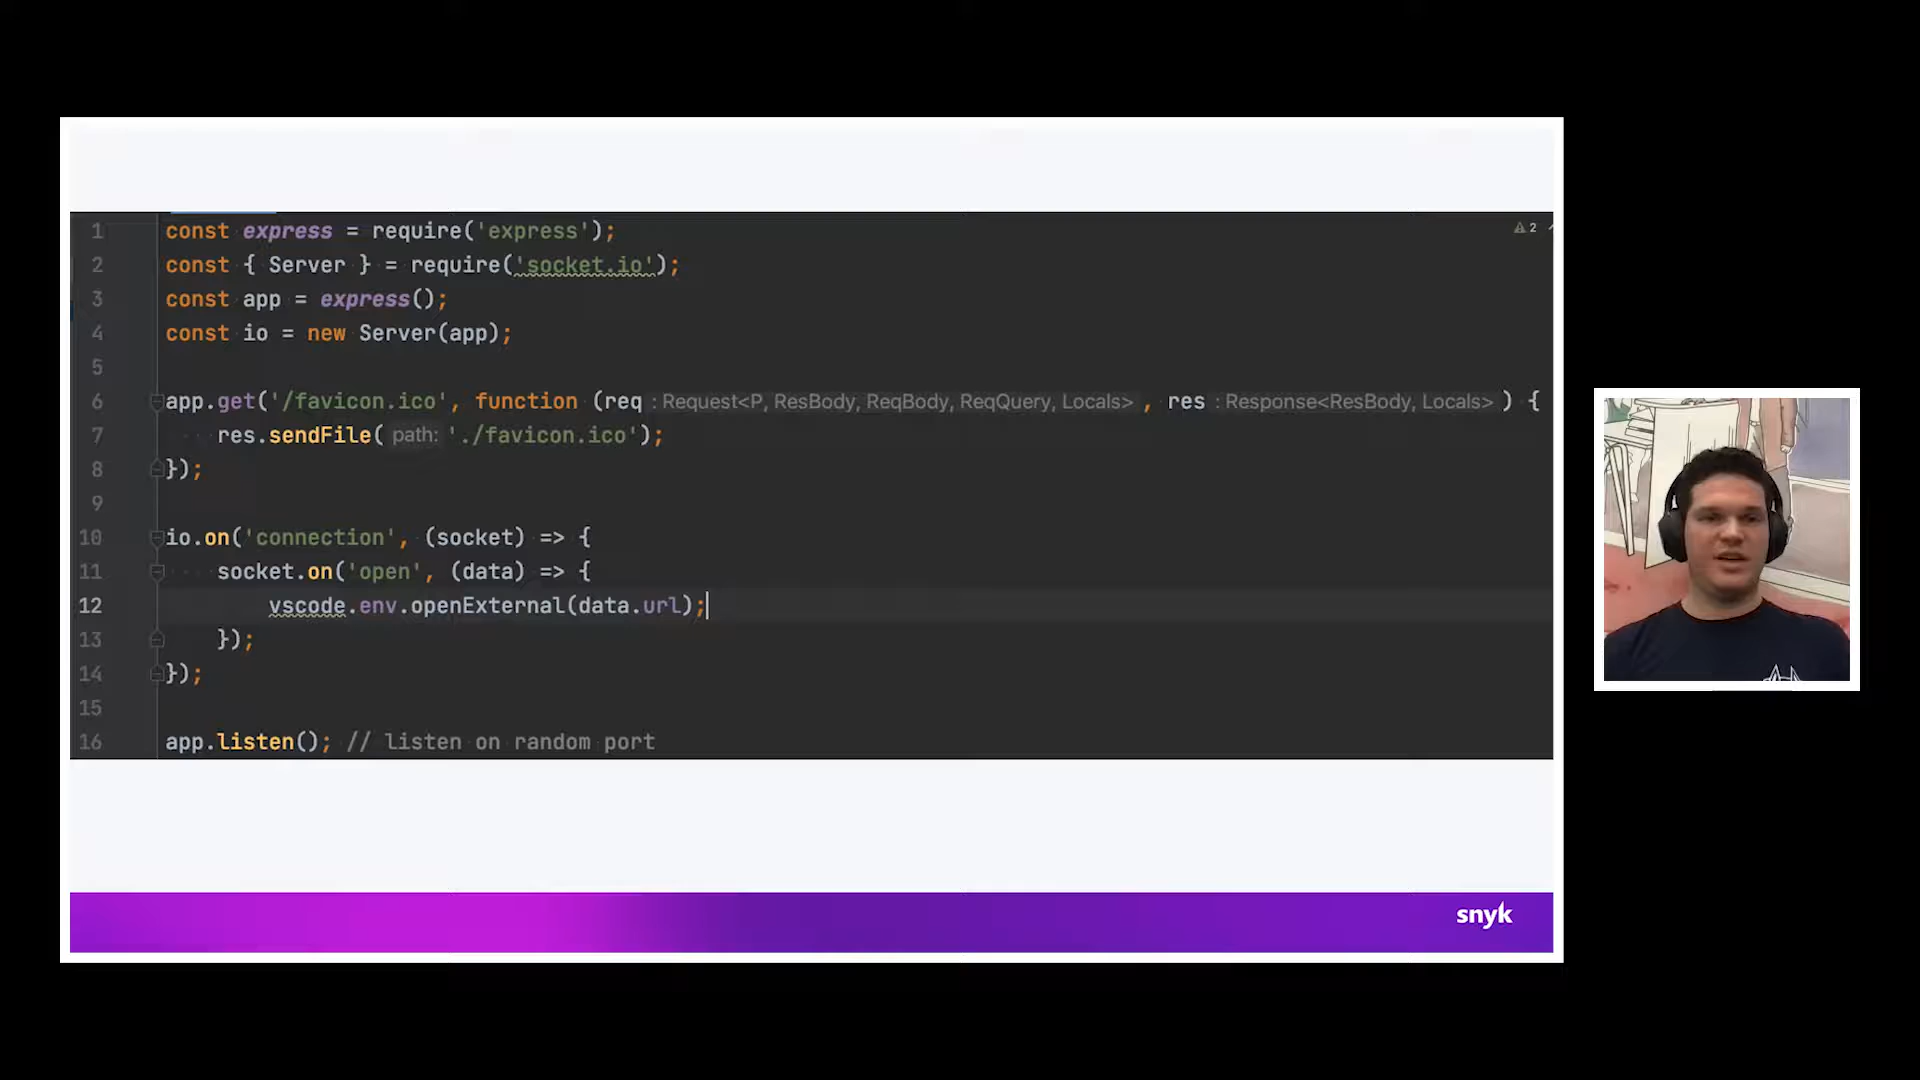 1 const express = require('express');
2 const { Server } = require('socket.io');
3 const app = express();
4 const io = new Server(app);
5
6 app.get('/favicon.ico', function (req : Request<P, ResBody, ReqBody, ReqQuery, Locals> , res : Response<ResBody, Locals> ) {
7 res.sendFile( path: './favicon.ico');
8 });
9
10 io.on('connection', (socket) => {
11 socket.on('open', (data) => {
12 vscode.env.openExternal(data.url);
13 });
14 });
15
16 app.listen(); // listen on random port
2
snyk